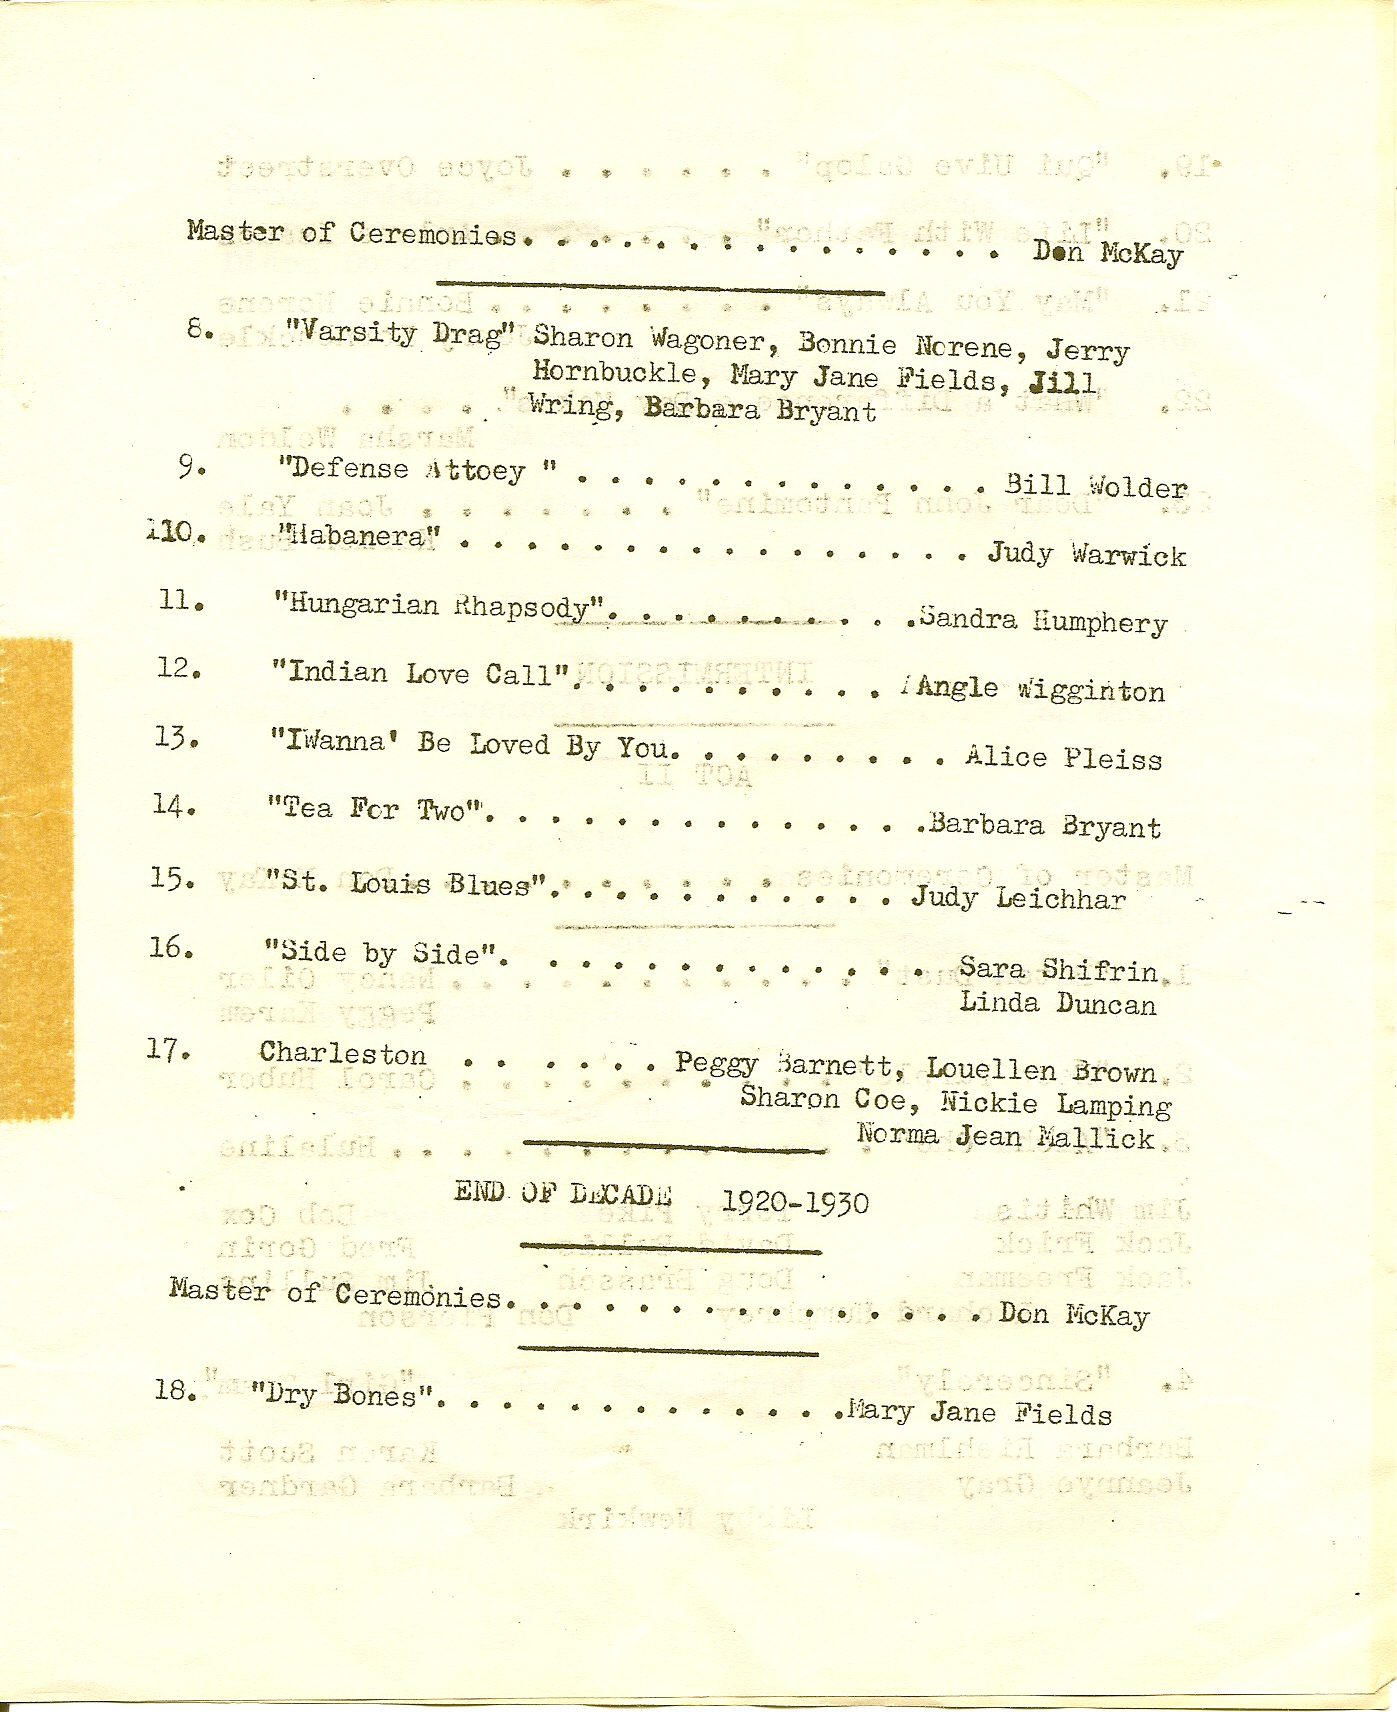 Master of Ceremonies. . . . . . . . . . . . . . . Don McKay
8. "Varsity Drag" Sharon Wagoner, Bonnie Norene, Jerry
Hornbuckle, Mary Jane Fields, Jill
Wring, Barbara Bryant
9. "Defense Attoey " . . . . . . . . . . . . . Bill Wolder
110. "Habanera" . . . . . . . . . . . . . . . . Judy Warwick
11. "Hungarian Rhapsody". . . . . . . . . .Sandra Humphery
12. "Indian Love Call". . . . . . . . . . Angle Wigginton
13. "IWanna' Be Loved By You. . . . . . . . . Alice Pleiss
14. "Tea For Two". . . . . . . . . . . . . .Barbara Bryant
15. "St. Louis Blues". . . . . . . . . . . Judy Leichhar
16. "Side by Side". . . . . . . . . . . . . Sara Shifrin
Linda Duncan
17. Charleston . . . . . . Peggy Barnett, Louellen Brown
Sharon Coe, Nickie Lamping
Norma Jean Mallick
END OF DECADE 1920-1930
Master of Ceremonies. . . . . . . . . . . . . . . Don McKay
18. "Dry Bones". . . . . . . . . . . . .Mary Jane Fields